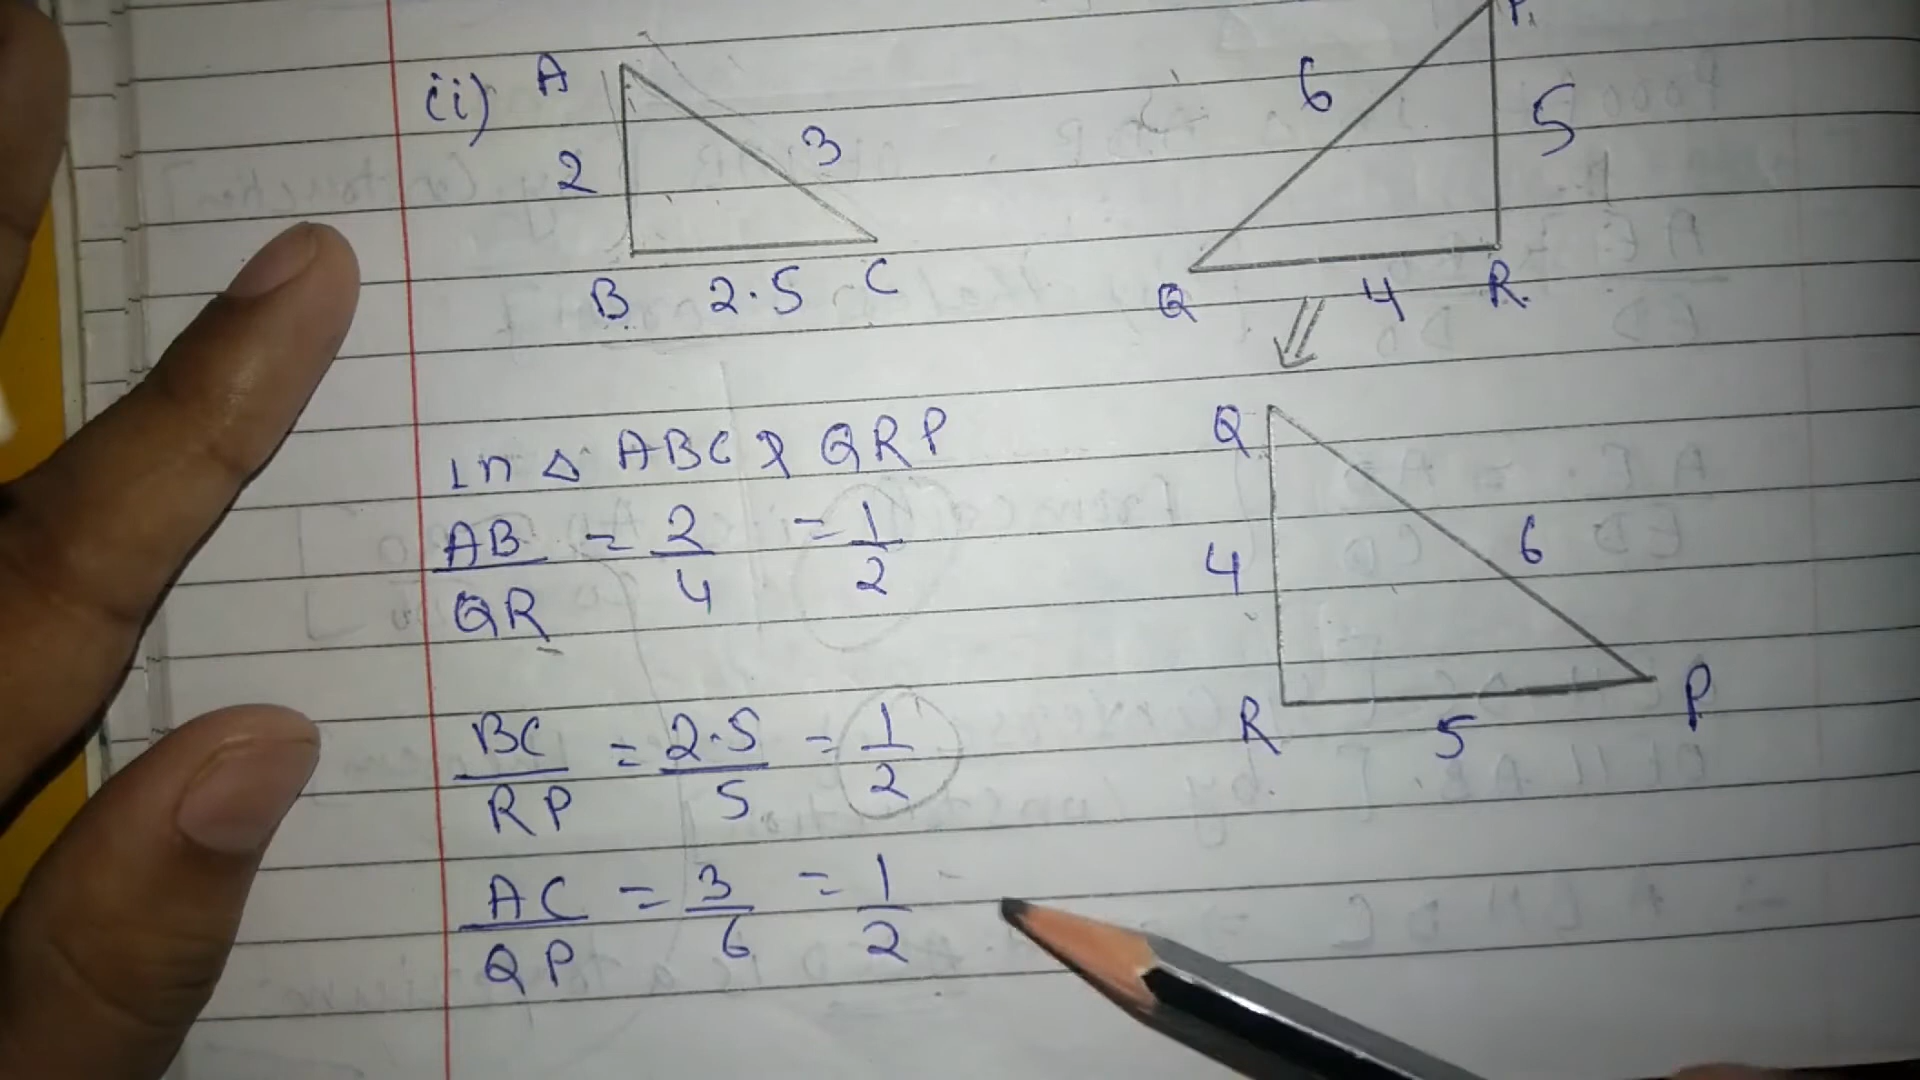 (ii) A
P
6
5
2
3
B 2.5 C
Q 4 R
In Δ ABC & QRP
AB/QR = 2/4 = 1/2
Q
4
6
R 5 P
BC/RP = 2.5/5 = 1/2
AC/QP = 3/6 = 1/2